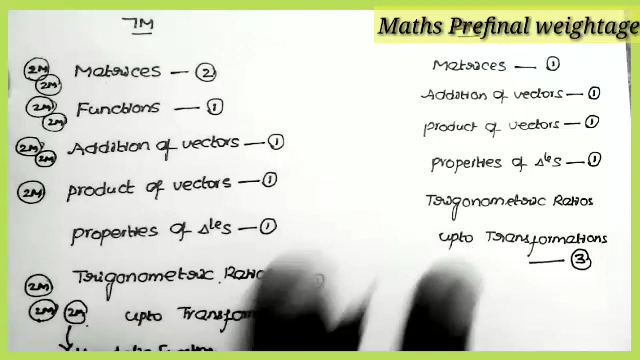 Maths Prefinal weightage
7M
2M 2M Matrices — 2
2M 2M Functions — 1
2M 2M Addition of vectors — 1
2M product of vectors — 1
properties of Δles — 1
2M Trigonometric Ratio
2M 2M upto Transfor
Matrices — 1
Addition of vectors — 1
product of vectors — 1
properties of Δles — 1
Trigonometric Ratios
upto Transformations
— 3